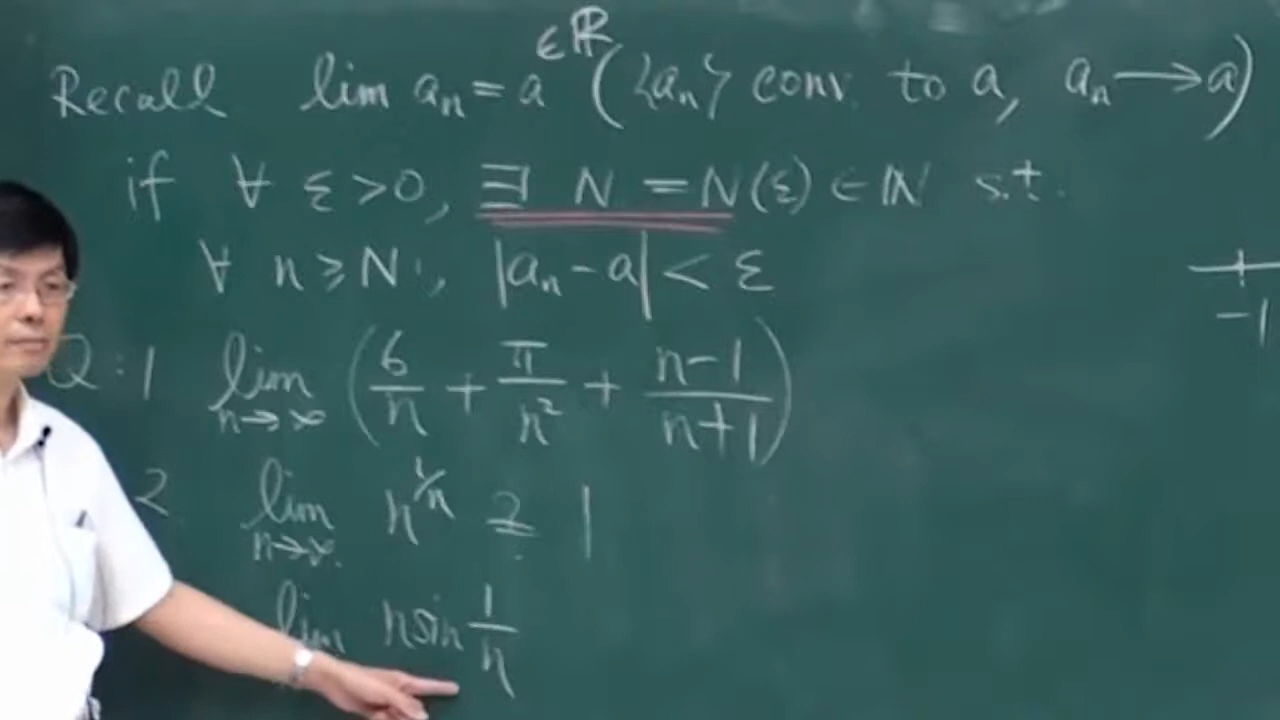 Recall lim aₙ = a ∈ℝ ({aₙ} conv. to a, aₙ ⟶ a)
if ∀ ε > 0, ∃ N = N(ε) ∈ ℕ s.t.
∀ n ≥ N, |aₙ - a| < ε
-1
Q: 1 lim n→∞ (6/n + π/n² + (n-1)/(n+1))
2 lim n→∞ n^(1/n) ≟ 1
lim n sin 1/n